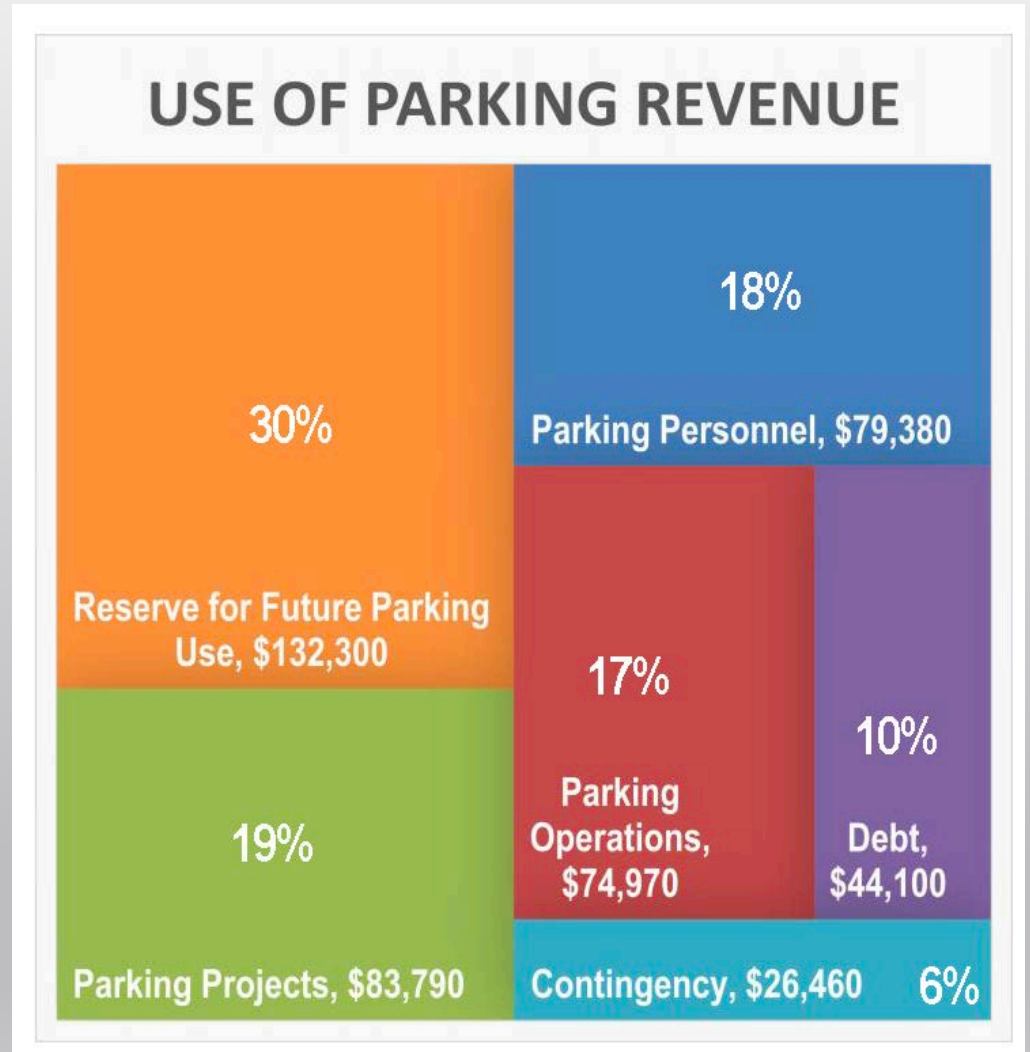 USE OF PARKING REVENUE
30%
Reserve for Future Parking
Use, $132,300
19%
Parking Projects, $83,790
18%
Parking Personnel, $79,380
17%
Parking
Operations,
$74,970
10%
Debt,
$44,100
Contingency, $26,460
6%